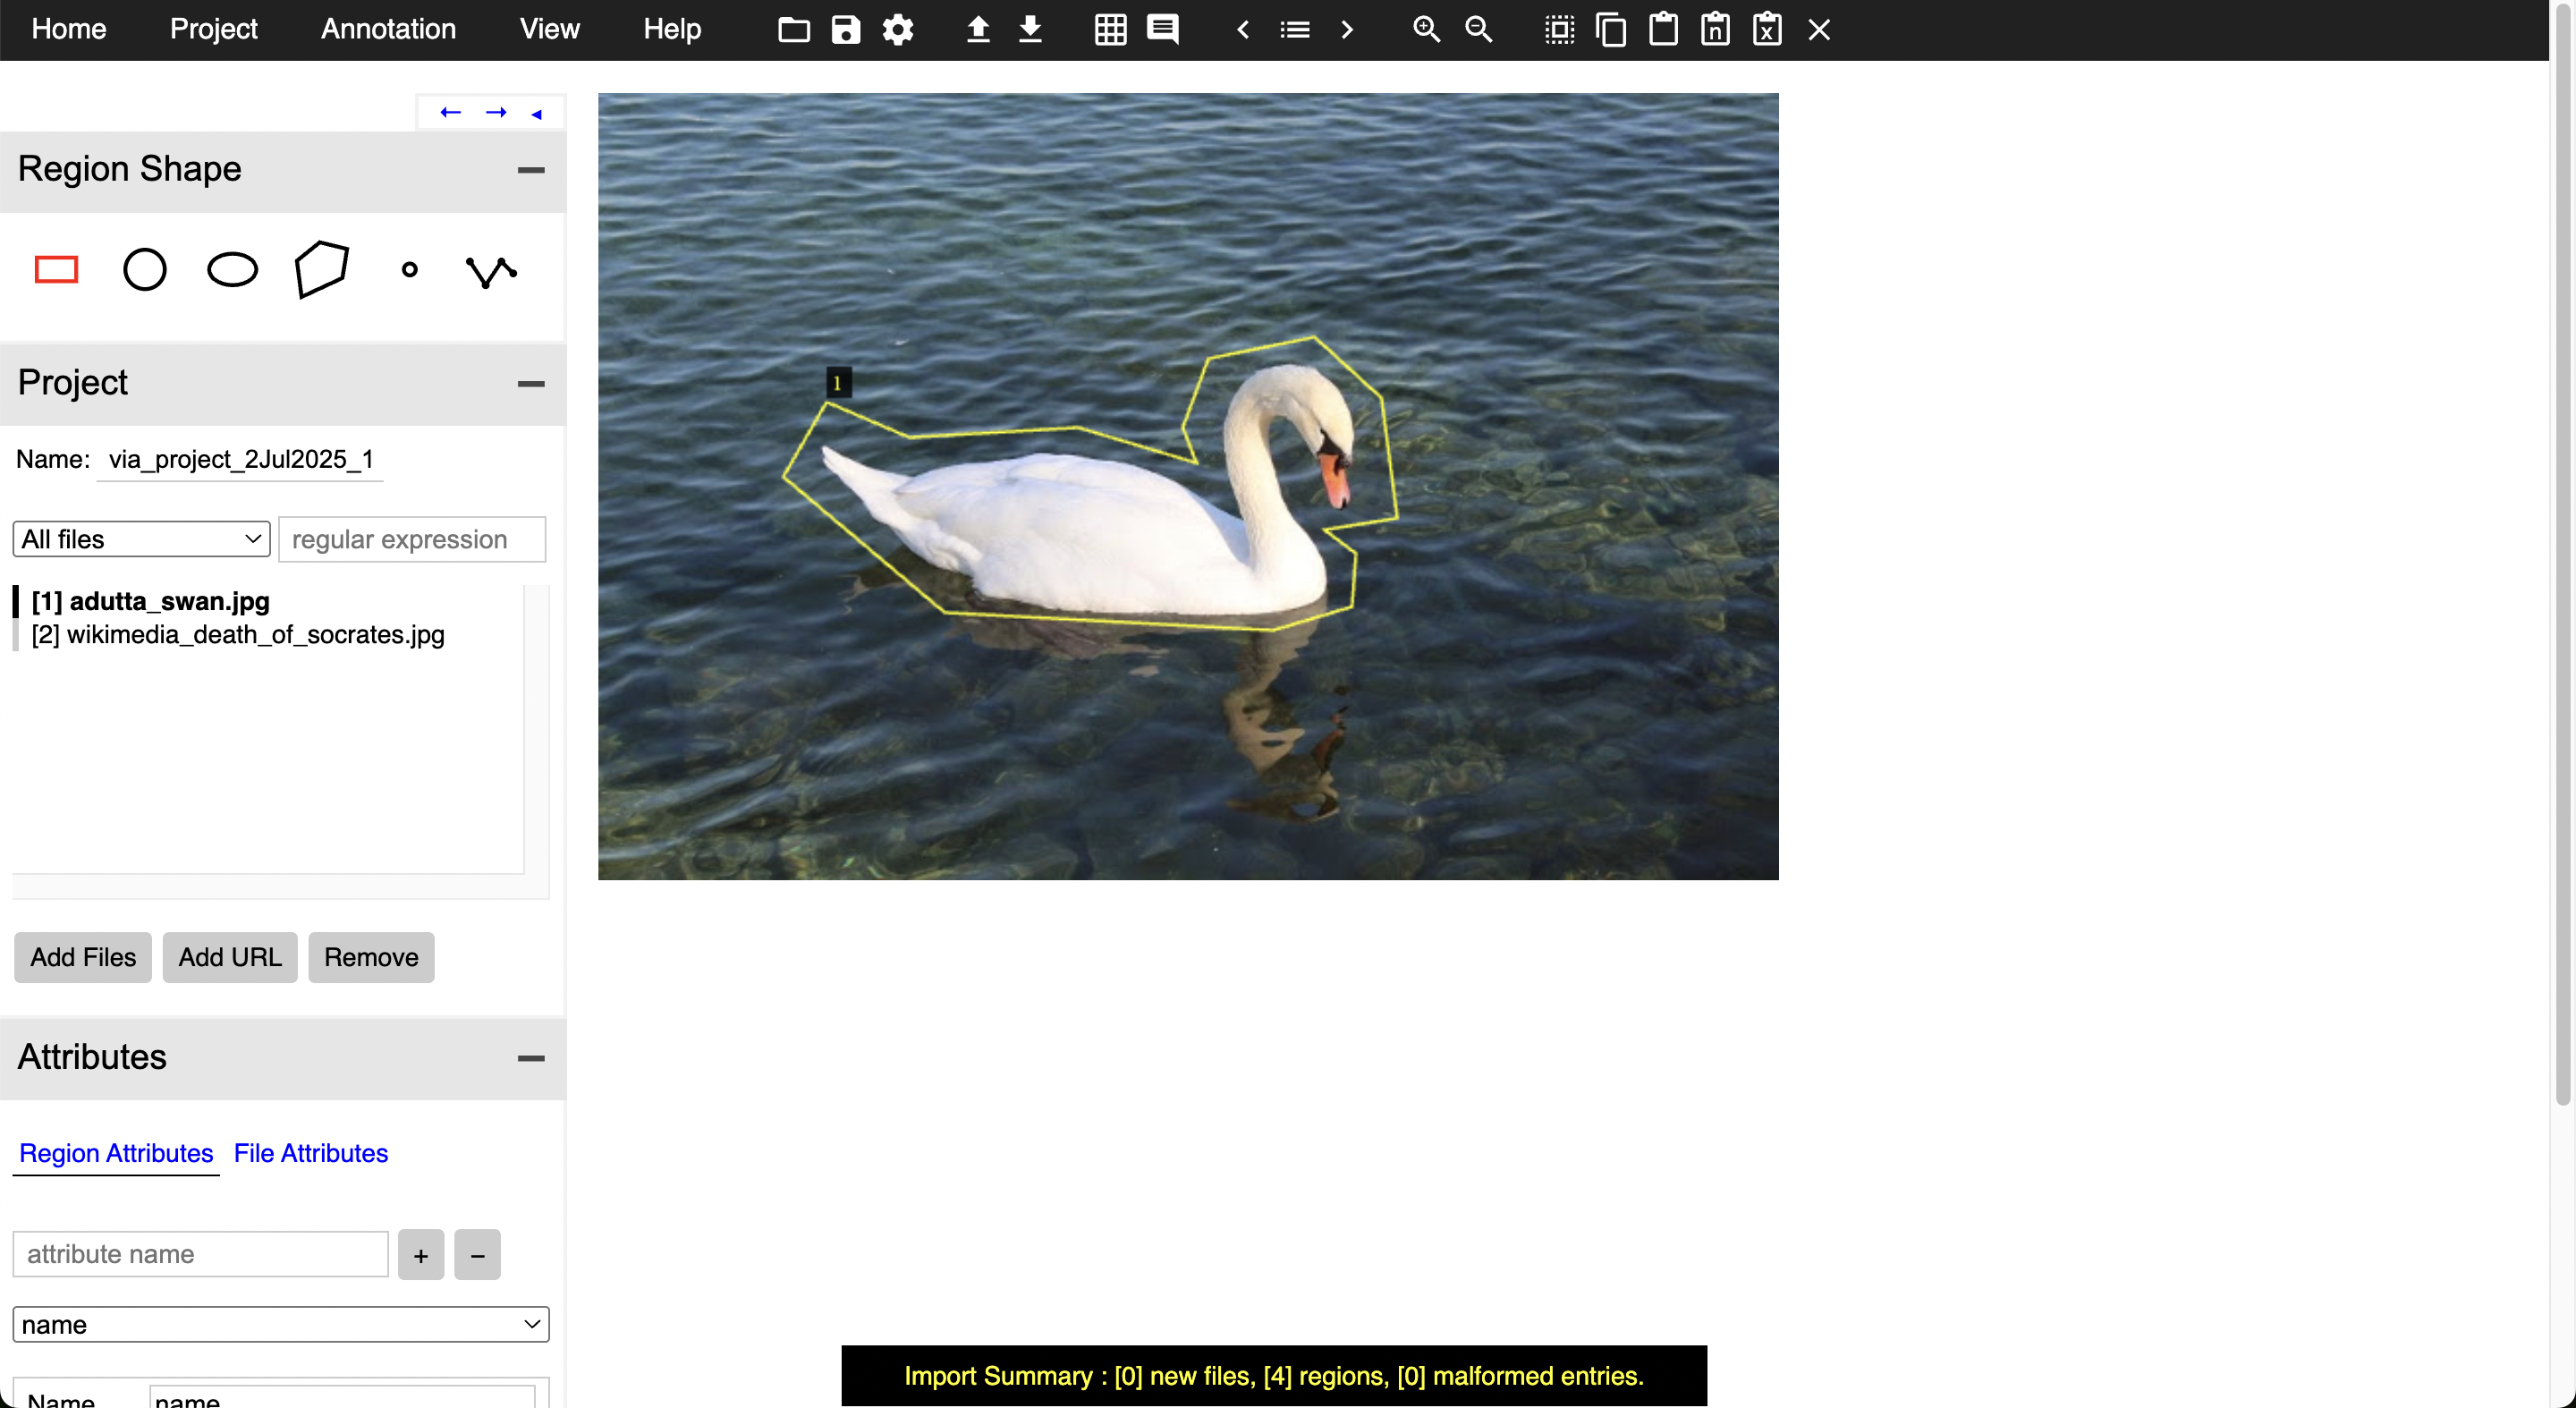 Home Project Annotation View Help
Region Shape
Project
Name: via_project_2Jul2025_1
All files regular expression
[1] adutta_swan.jpg
[2] wikimedia_death_of_socrates.jpg
Add Files Add URL Remove
Attributes
Region Attributes File Attributes
attribute name + −
name
Name name
1
Import Summary : [0] new files, [4] regions, [0] malformed entries.